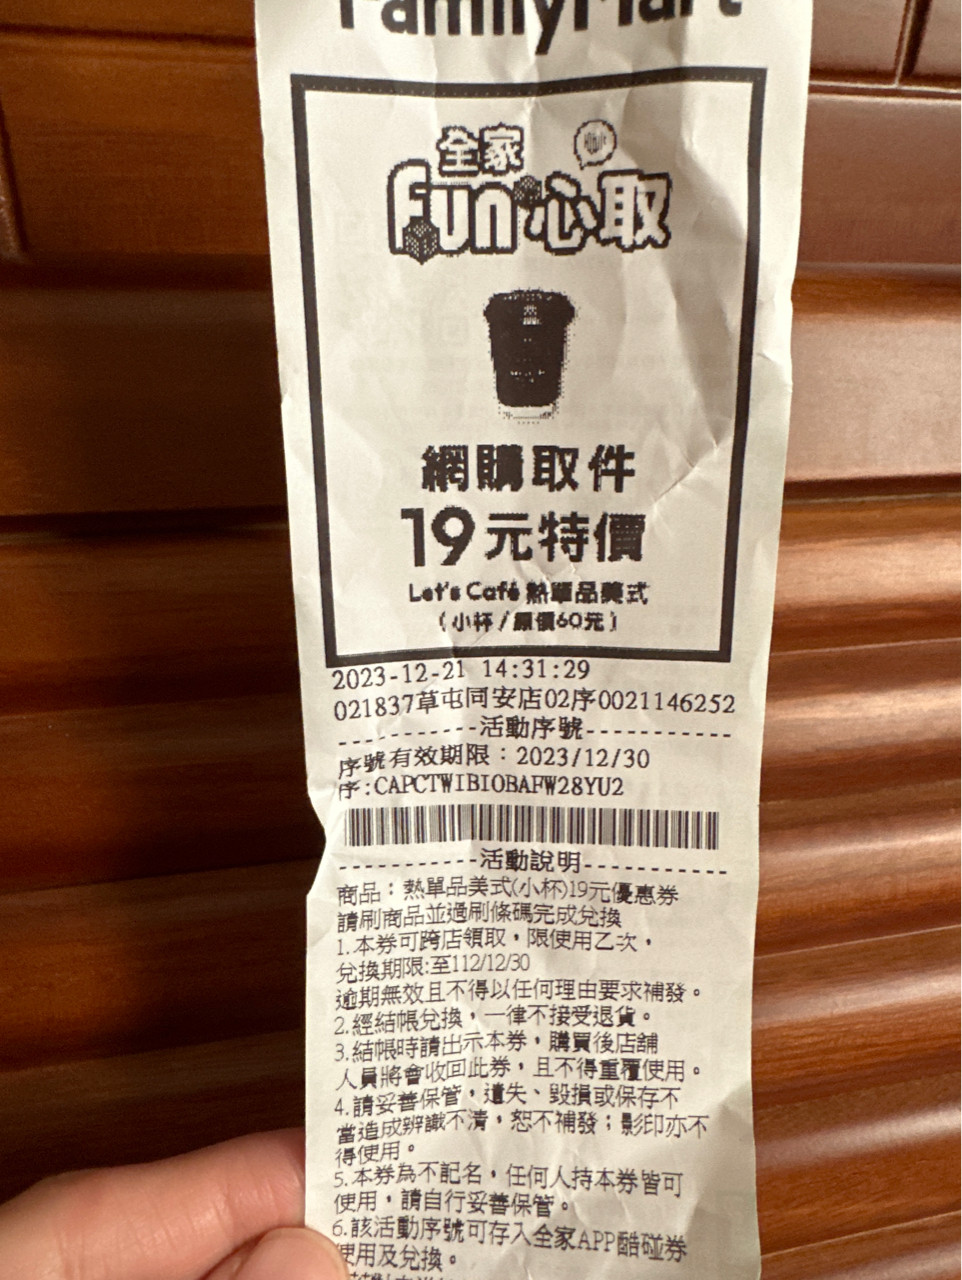 FamilyMart
全家
fun心取
網購取件
19元特價
Let's Café 熱單品美式
(小杯/原價60元)
2023-12-21 14:31:29
021837草屯同安店02序0021146252
-----------活動序號-----------
序號有效期限：2023/12/30
序:CAPCTWIBIOBAFW28YU2
-----------活動說明-----------
商品：熱單品美式(小杯)19元優惠券
請刷商品並過刷條碼完成兌換
1.本券可跨店領取，限使用乙次，
兌換期限:至112/12/30
逾期無效且不得以任何理由要求補發。
2.經結帳兌換，一律不接受退貨。
3.結帳時請出示本券，購買後店舖
人員將會收回此券，且不得重覆使用。
4.請妥善保管，遺失、毀損或保存不
當造成辨識不清，恕不補發；影印亦不
得使用。
5.本券為不記名，任何人持本券皆可
使用，請自行妥善保管。
6.該活動序號可存入全家APP酷碰券
使用及兌換。